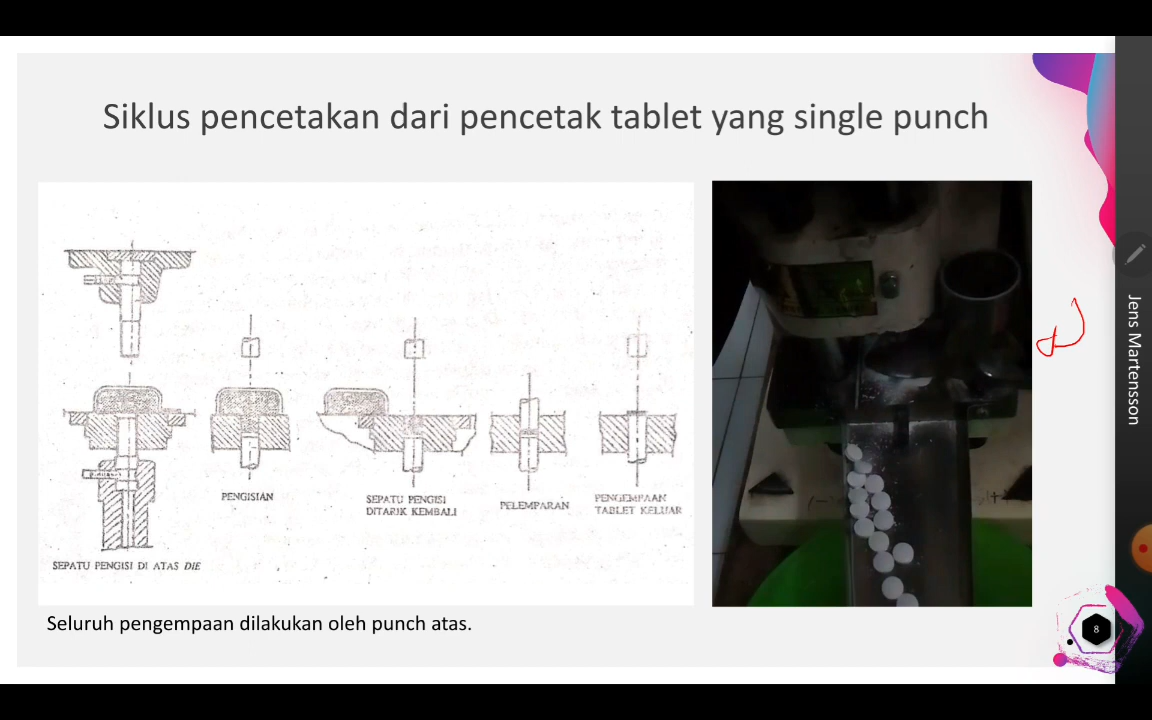 Siklus pencetakan dari pencetak tablet yang single punch
PENGISIAN
SEPATU PENGISI
DITARIK KEMBALI
PELEMPARAN
PENGEMPAAN
TABLET KELUAR
SEPATU PENGISI DI ATAS DIE
Seluruh pengempaan dilakukan oleh punch atas.
Jens Martensson
8